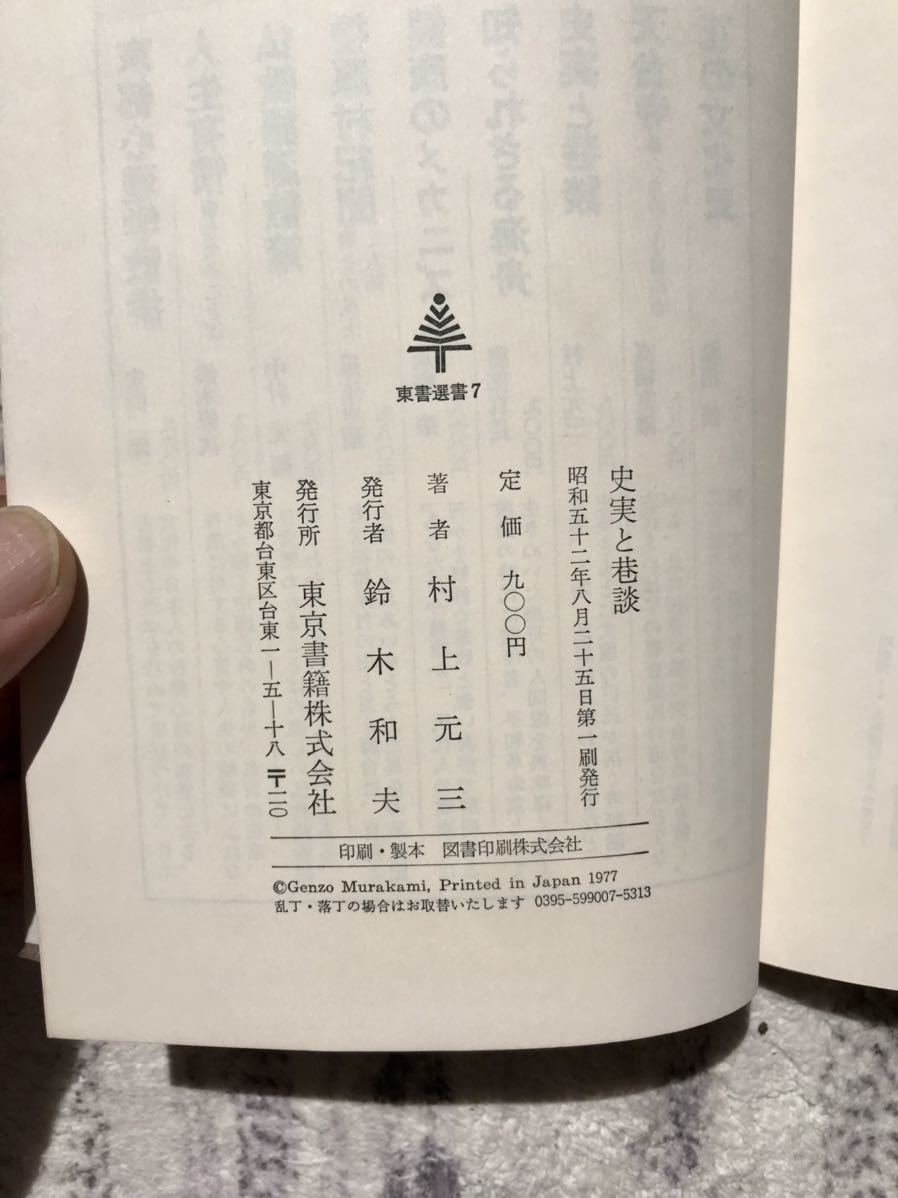 東書選書7
史実と巷談
昭和五十二年八月二十五日第一刷発行
定価 九〇〇円
著者 村上元三
発行者 鈴木和夫
発行所 東京書籍株式会社
東京都台東区台東一—五—十八 〒一一〇
印刷・製本 図書印刷株式会社
©Genzo Murakami, Printed in Japan 1977
乱丁・落丁の場合はお取替いたします 0395-599007-5313